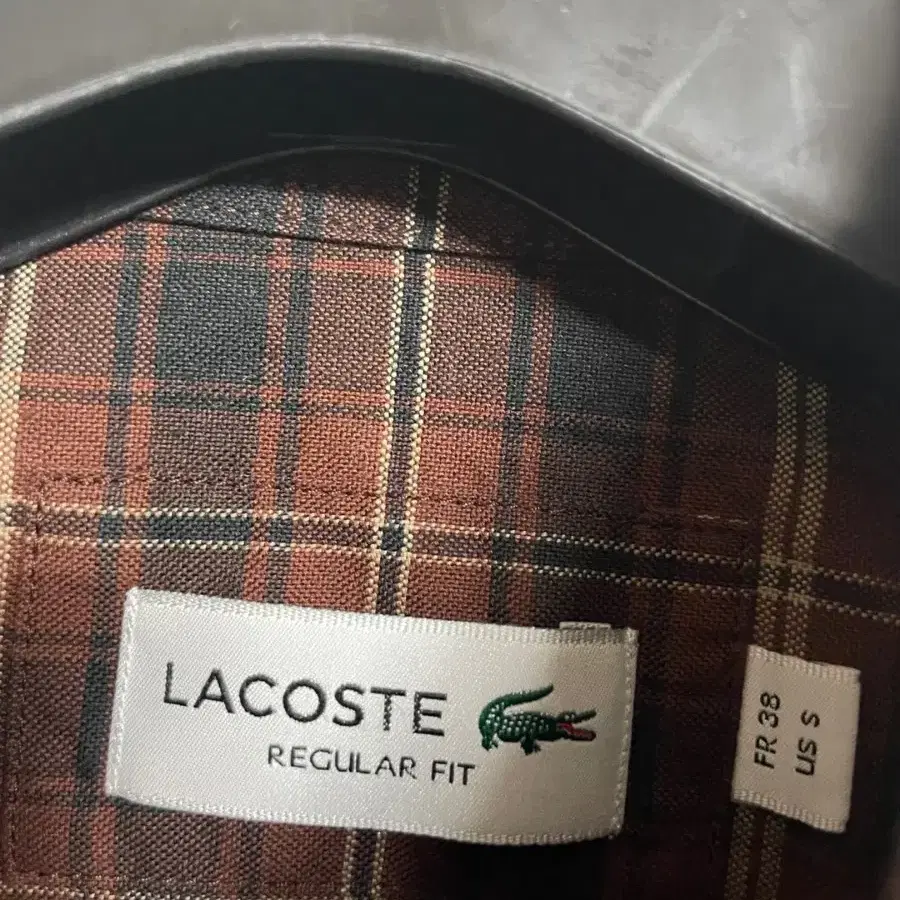 LACOSTE
REGULAR FIT
FR 38
US S